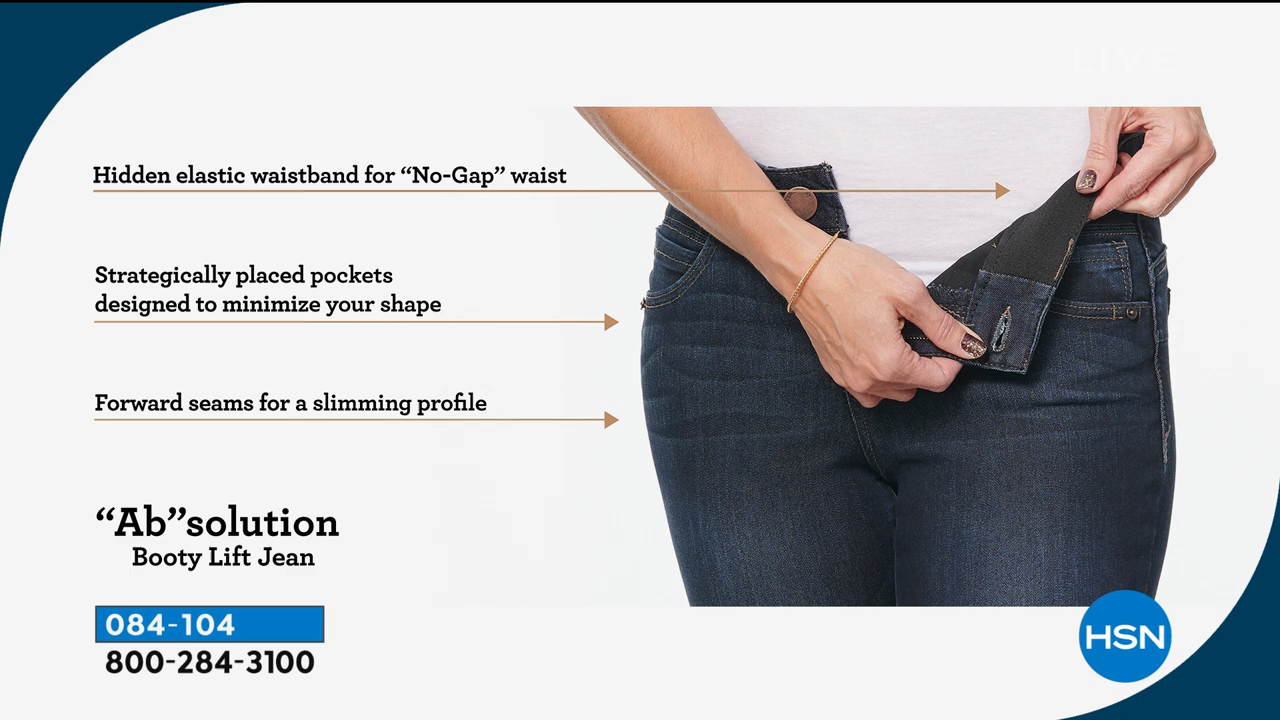 LIVE
Hidden elastic waistband for “No-Gap” waist
Strategically placed pockets
designed to minimize your shape
Forward seams for a slimming profile
“Ab”solution
Booty Lift Jean
084-104
800-284-3100
HSN